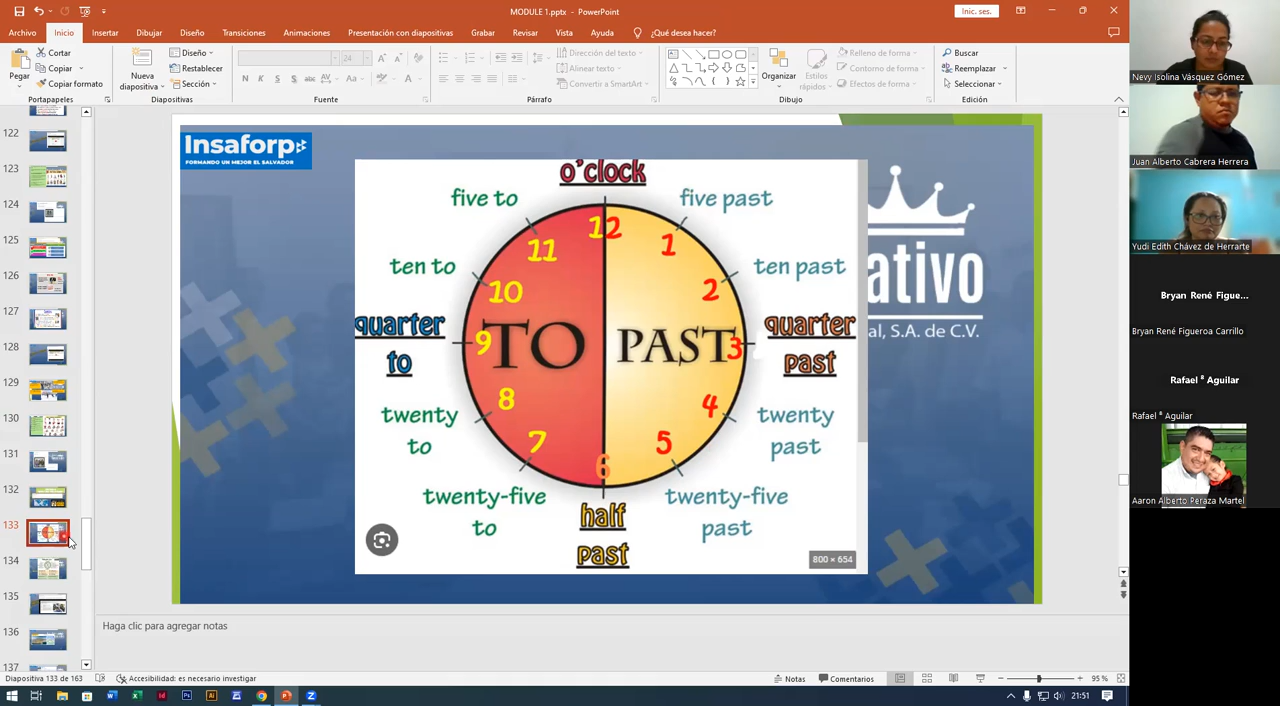 MODULE 1.pptx - PowerPoint
Inic. ses.
Archivo Inicio Insertar Dibujar Diseño Transiciones Animaciones Presentación con diapositivas Grabar Revisar Vista Ayuda ¿Qué desea hacer?
Pegar
Cortar
Copiar
Copiar formato
Portapapeles
Nueva
diapositiva
Diseño
Restablecer
Sección
Diapositivas
24
N K S S abc AV Aa A
Fuente
Dirección del texto
Alinear texto
Convertir a SmartArt
Párrafo
Organizar
Estilos
rápidos
Relleno de forma
Contorno de forma
Efectos de forma
Dibujo
Buscar
Reemplazar
Seleccionar
Edición
122
123
124
125
126
127
128
129
130
131
132
133
134
135
136
137
Insaforp
FORMANDO UN MEJOR EL SALVADOR
o'clock
five to
five past
12
11
1
ten to
ten past
10
2
quarter
to
9
TO
PAST
3
quarter
past
8
4
twenty
to
twenty
past
7
5
6
twenty-five
to
half
past
twenty-five
past
800 × 654
ativo
al, S.A. de C.V.
Haga clic para agregar notas
Diapositiva 133 de 163
Accesibilidad: es necesario investigar
Notas
Comentarios
95 %
21:51
Nevy Isolina Vásquez Gómez
Juan Alberto Cabrera Herrera
Yudi Edith Chávez de Herrarte
Bryan René Figue...
Bryan René Figueroa Carrillo
Rafael ª Aguilar
Rafael ª Aguilar
Aaron Alberto Peraza Martel